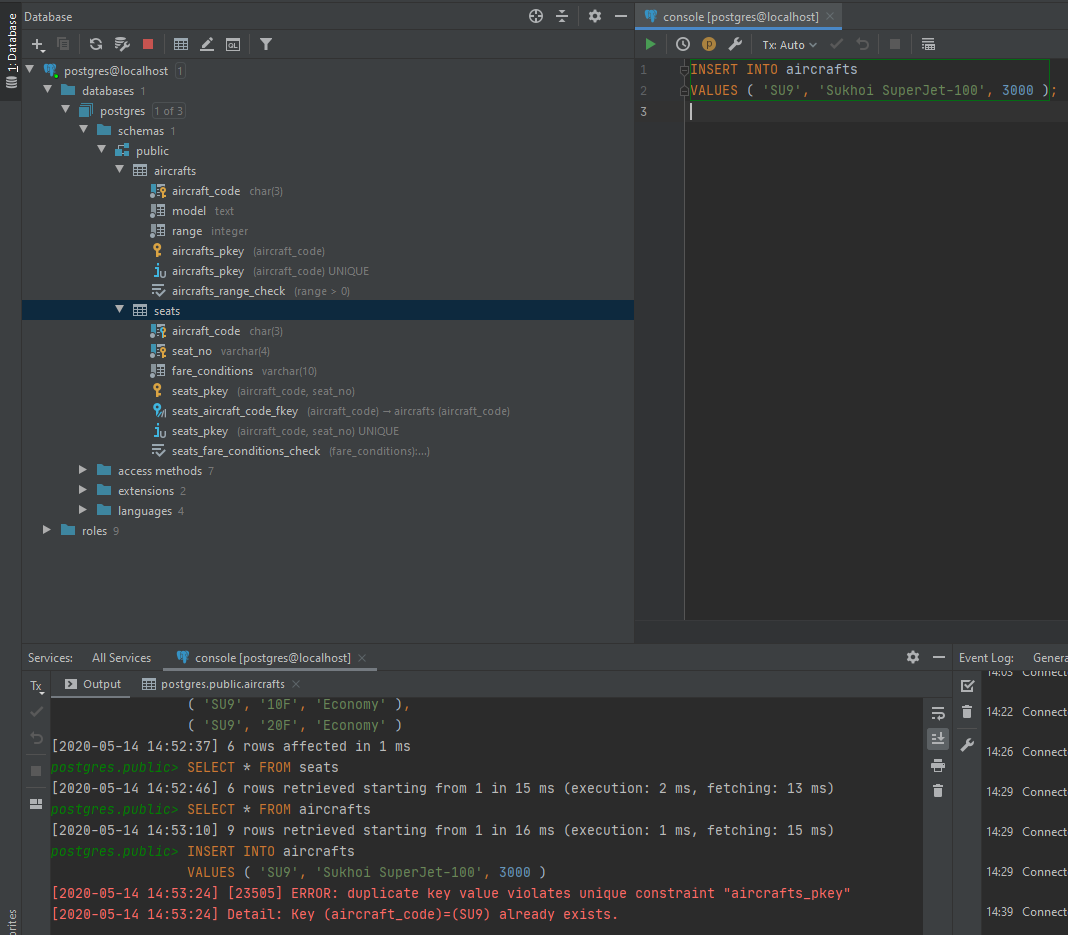 Database
console [postgres@localhost]
1: Database
Tx: Auto
postgres@localhost 1
databases 1
postgres 1 of 3
schemas 1
public
aircrafts
aircraft_code char(3)
model text
range integer
aircrafts_pkey (aircraft_code)
aircrafts_pkey (aircraft_code) UNIQUE
aircrafts_range_check (range > 0)
seats
aircraft_code char(3)
seat_no varchar(4)
fare_conditions varchar(10)
seats_pkey (aircraft_code, seat_no)
seats_aircraft_code_fkey (aircraft_code) → aircrafts (aircraft_code)
seats_pkey (aircraft_code, seat_no) UNIQUE
seats_fare_conditions_check (fare_conditions):...)
access methods 7
extensions 2
languages 4
roles 9
1 INSERT INTO aircrafts
2 VALUES ( 'SU9', 'Sukhoi SuperJet-100', 3000 );
3
Services: All Services console [postgres@localhost]
Tx Output postgres.public.aircrafts
( 'SU9', '10F', 'Economy' ),
( 'SU9', '20F', 'Economy' )
[2020-05-14 14:52:37] 6 rows affected in 1 ms
postgres.public> SELECT * FROM seats
[2020-05-14 14:52:46] 6 rows retrieved starting from 1 in 15 ms (execution: 2 ms, fetching: 13 ms)
postgres.public> SELECT * FROM aircrafts
[2020-05-14 14:53:10] 9 rows retrieved starting from 1 in 16 ms (execution: 1 ms, fetching: 15 ms)
postgres.public> INSERT INTO aircrafts
VALUES ( 'SU9', 'Sukhoi SuperJet-100', 3000 )
[2020-05-14 14:53:24] [23505] ERROR: duplicate key value violates unique constraint "aircrafts_pkey"
[2020-05-14 14:53:24] Detail: Key (aircraft_code)=(SU9) already exists.
Event Log: Genera
14:03 Connect
14:22 Connect
14:26 Connect
14:29 Connect
14:29 Connect
14:29 Connect
14:39 Connect
rites